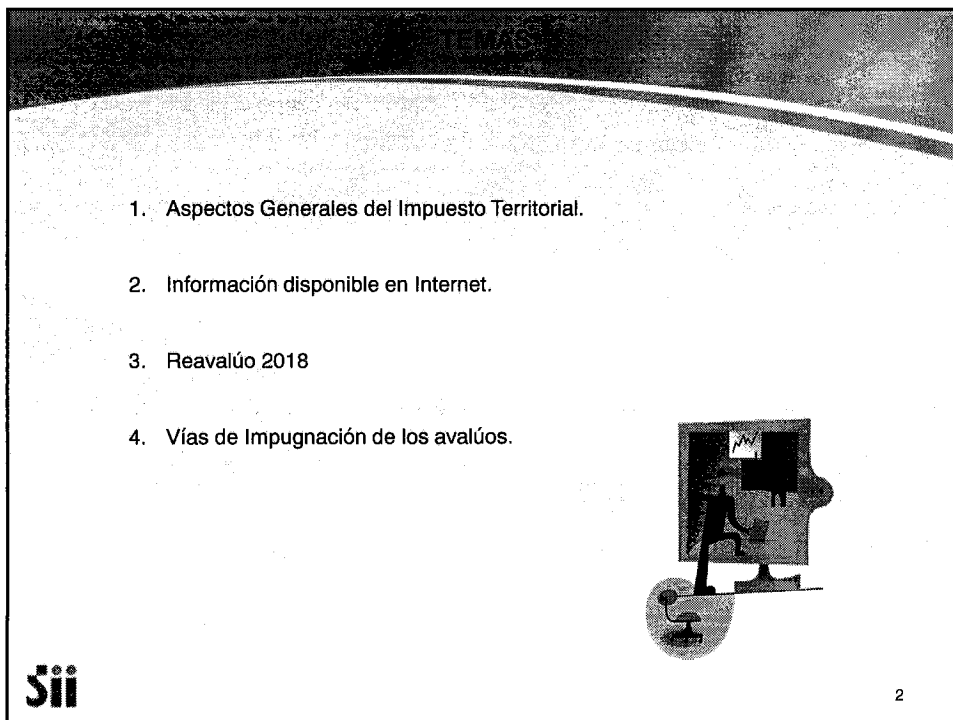 TEMAS
1. Aspectos Generales del Impuesto Territorial.
2. Información disponible en Internet.
3. Reavalúo 2018
4. Vías de Impugnación de los avalúos.
Sii
2